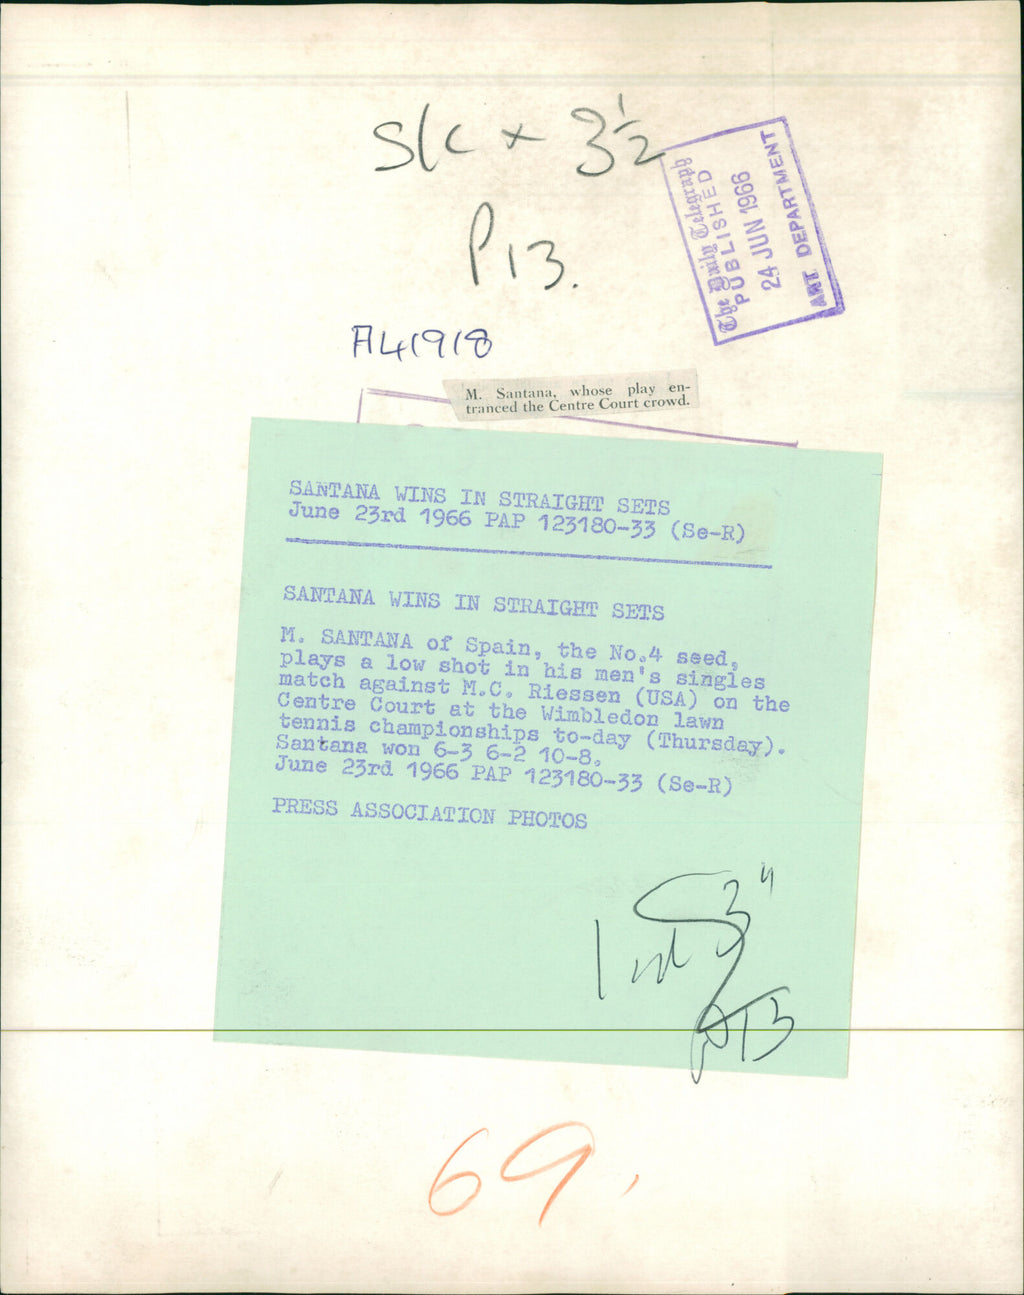 S/C × 3½
P13.
The Daily Telegraph
PUBLISHED
24 JUN 1966
ART DEPARTMENT
A41918
M. Santana, whose play en-
tranced the Centre Court crowd.
SANTANA WINS IN STRAIGHT SETS
June 23rd 1966 PAP 123180-33 (Se-R)
SANTANA WINS IN STRAIGHT SETS
M. SANTANA of Spain, the No.4 seed,
plays a low shot in his men's singles
match against M.C. Riessen (USA) on the
Centre Court at the Wimbledon lawn
tennis championships to-day (Thursday).
Santana won 6-3 6-2 10-8.
June 23rd 1966 PAP 123180-33 (Se-R)
PRESS ASSOCIATION PHOTOS
P13
69.